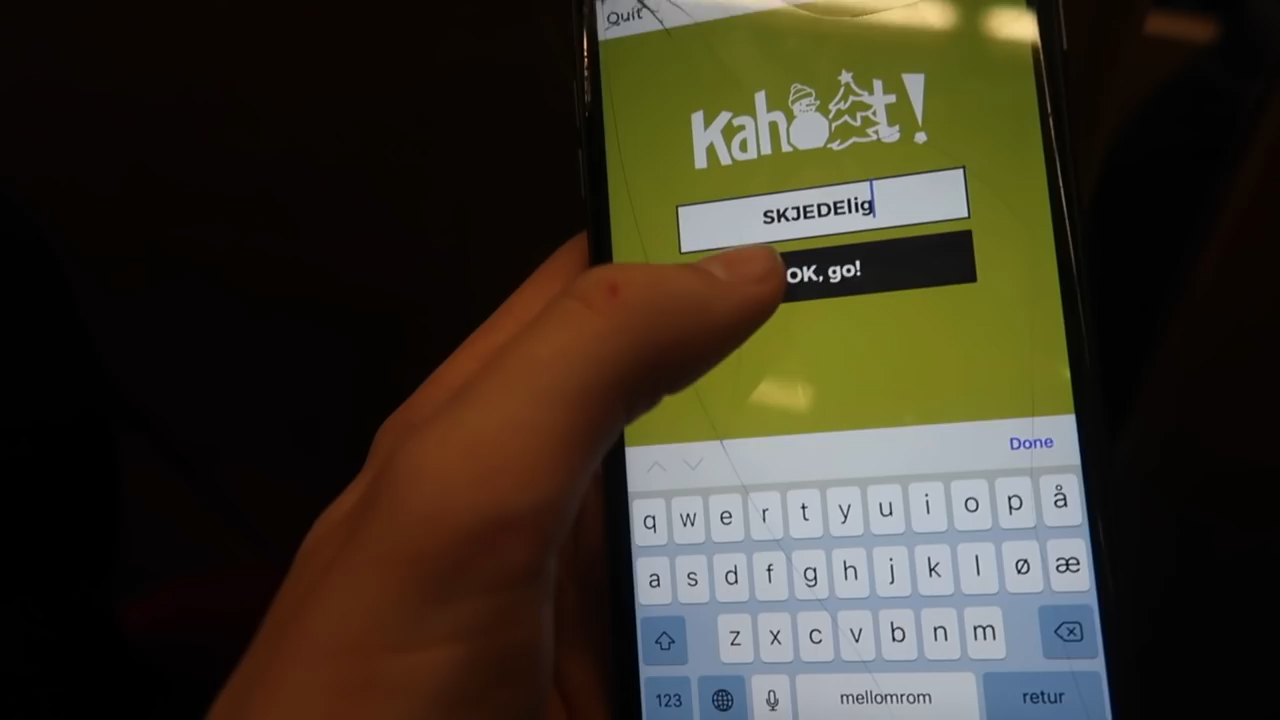 Quit
Kahoot!
SKJEDElig
OK, go!
Done
q w e r t y u i o p å
a s d f g h j k l ø æ
z x c v b n m
123 mellomrom retur